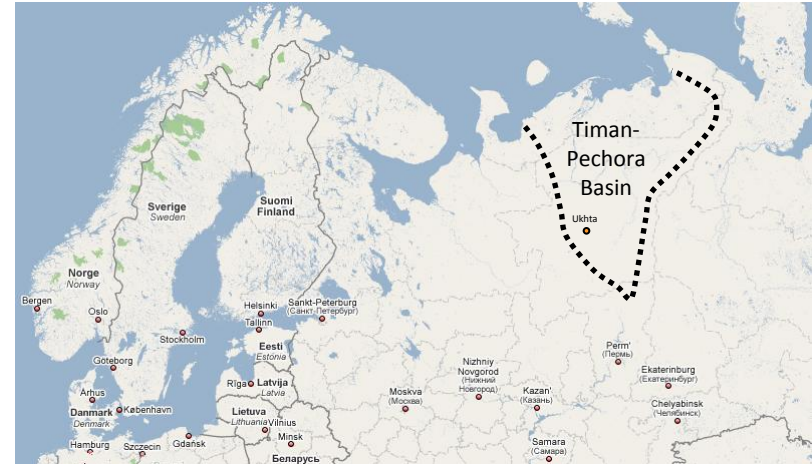 Timan-
Pechora
Basin
Ukhta
Sverige
Sweden
Suomi
Finland
Norge
Norway
Bergen
Oslo
Helsinki
Sankt-Peterburg
(Санкт-Петербург)
Tallinn
Stockholm
Eesti
Estonia
Göteborg
Perm'
(Пермь)
Nizhniy
Novgorod
(Нижний
Новгород)
Ekaterinburg
(Екатеринбург)
Rīga
Latvija
Latvia
Århus
Moskva
(Москва)
Kazan'
(Казань)
Danmark
Denmark
København
Chelyabinsk
(Челябинск)
Lietuva
Lithuania
Vilnius
Hamburg
Szczecin
Gdańsk
Minsk
Беларусь
Samara
(Самара)